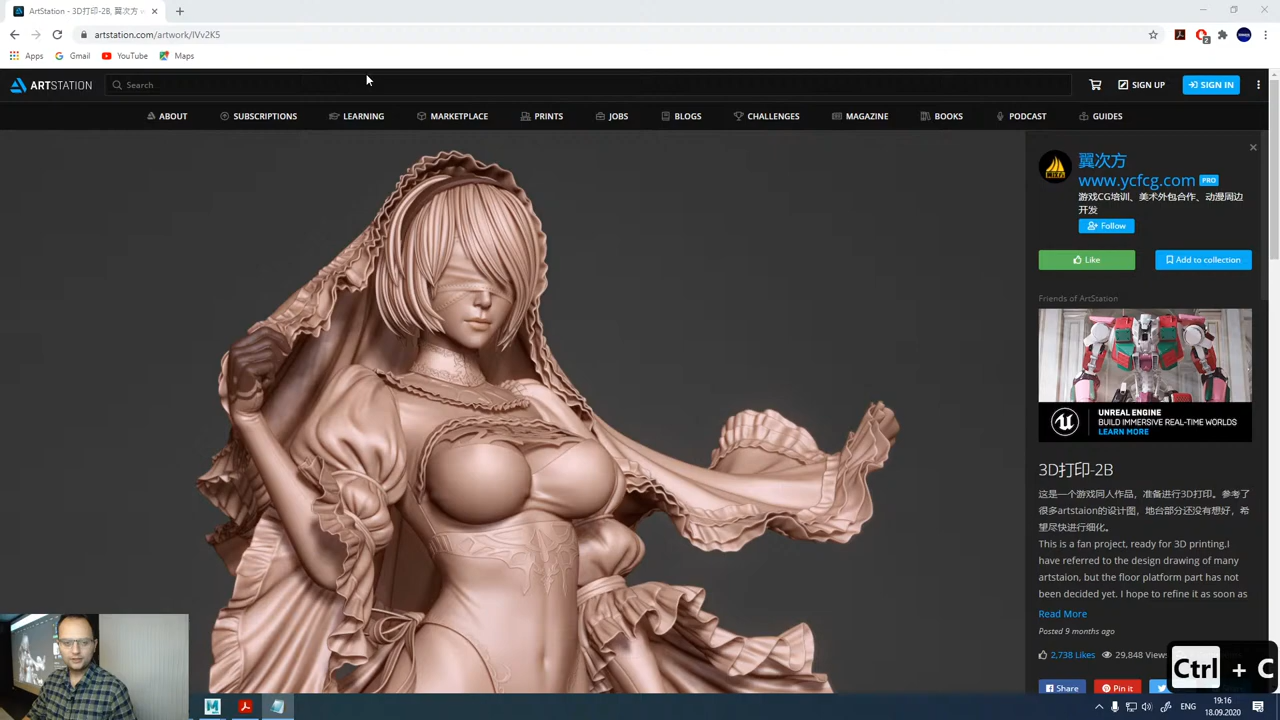 ArtStation - 3D打印-2B, 翼次方 w
artstation.com/artwork/lVv2K5
2
Apps
Gmail
YouTube
Maps
ARTSTATION
Search
SIGN UP
SIGN IN
ABOUT
SUBSCRIPTIONS
LEARNING
MARKETPLACE
PRINTS
JOBS
BLOGS
CHALLENGES
MAGAZINE
BOOKS
PODCAST
GUIDES
翼次方
www.ycfcg.com PRO
游戏CG培训、美术外包合作、动漫周边
开发
Follow
Like
Add to collection
Friends of ArtStation
UNREAL ENGINE
BUILD IMMERSIVE REAL-TIME WORLDS
LEARN MORE
3D打印-2B
这是一个游戏同人作品，准备进行3D打印。参考了
很多artstaion的设计图，地台部分还没有想好，希
望尽快进行细化。
This is a fan project, ready for 3D printing.I
have referred to the design drawing of many
artstaion, but the floor platform part has not
been decided yet. I hope to refine it as soon as
Read More
Posted 9 months ago
2,738 Likes 29,848 Views
Ctrl + C
Share
Pin it
ENG
19:16
18.09.2020